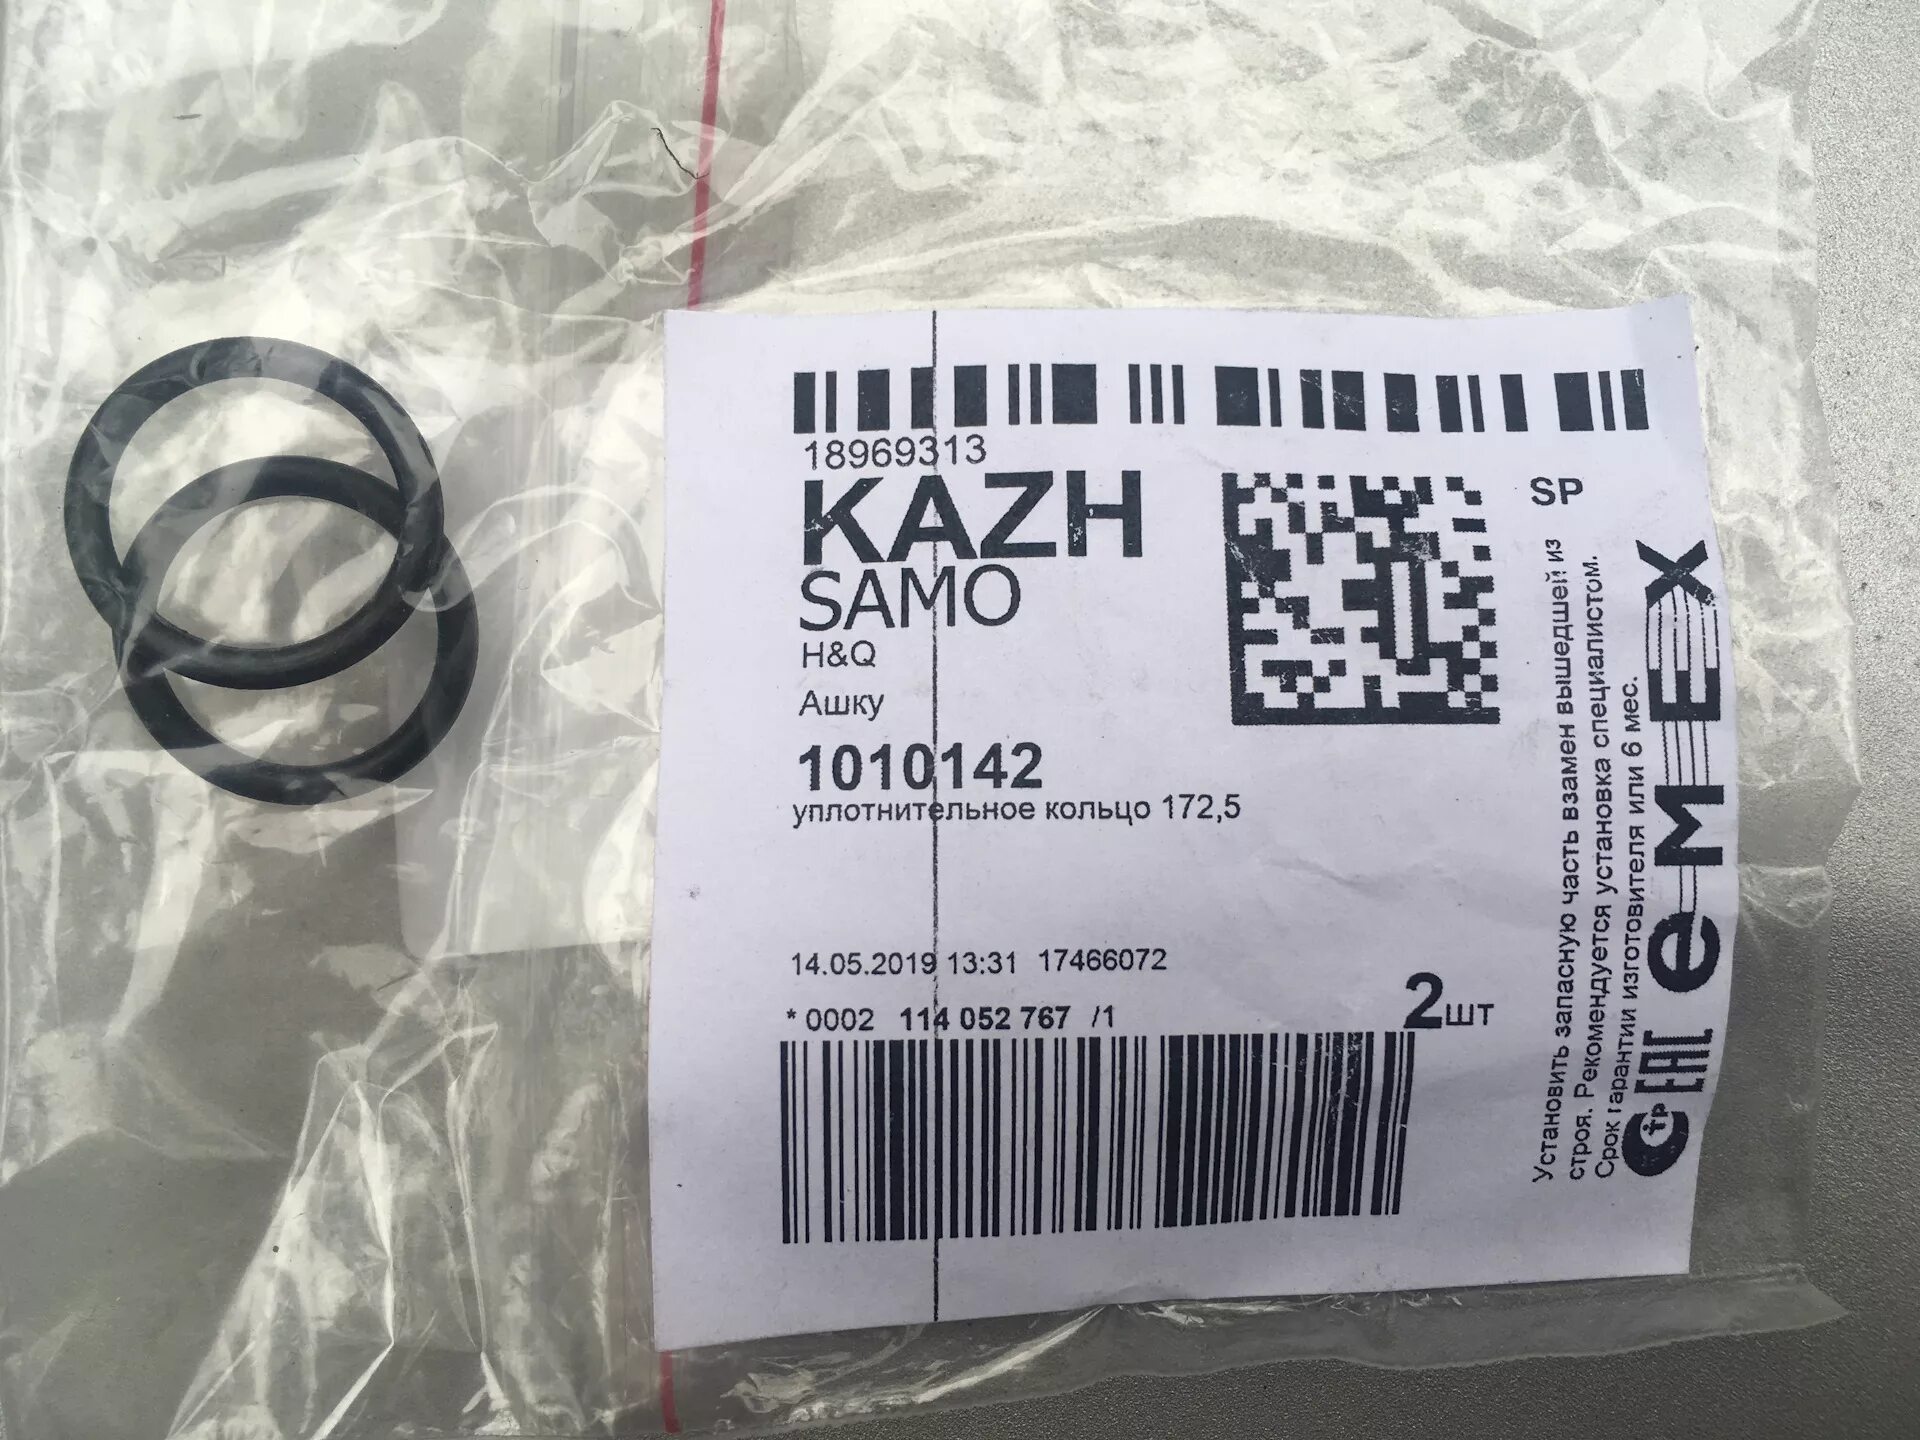 18969313
KAZH
SAMO
H&Q
Ашку
1010142
уплотнительное кольцо 172,5
14.05.2019 13:31 17466072
* 0002 114 052 767 /1
2шт
SP
Установить запасную часть взамен вышедшей из
строя. Рекомендуется установка специалистом.
Срок гарантии изготовителя или 6 мес.
eMEX
EAC
тр